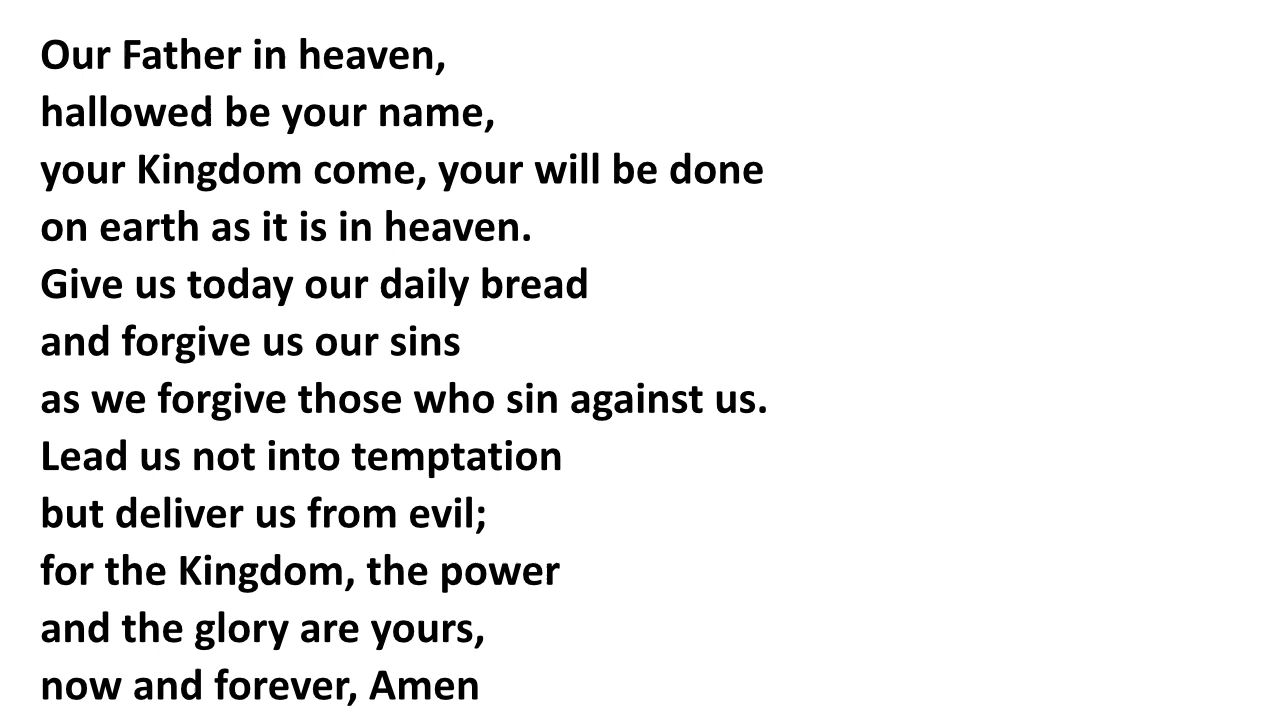 Our Father in heaven,
hallowed be your name,
your Kingdom come, your will be done
on earth as it is in heaven.
Give us today our daily bread
and forgive us our sins
as we forgive those who sin against us.
Lead us not into temptation
but deliver us from evil;
for the Kingdom, the power
and the glory are yours,
now and forever, Amen